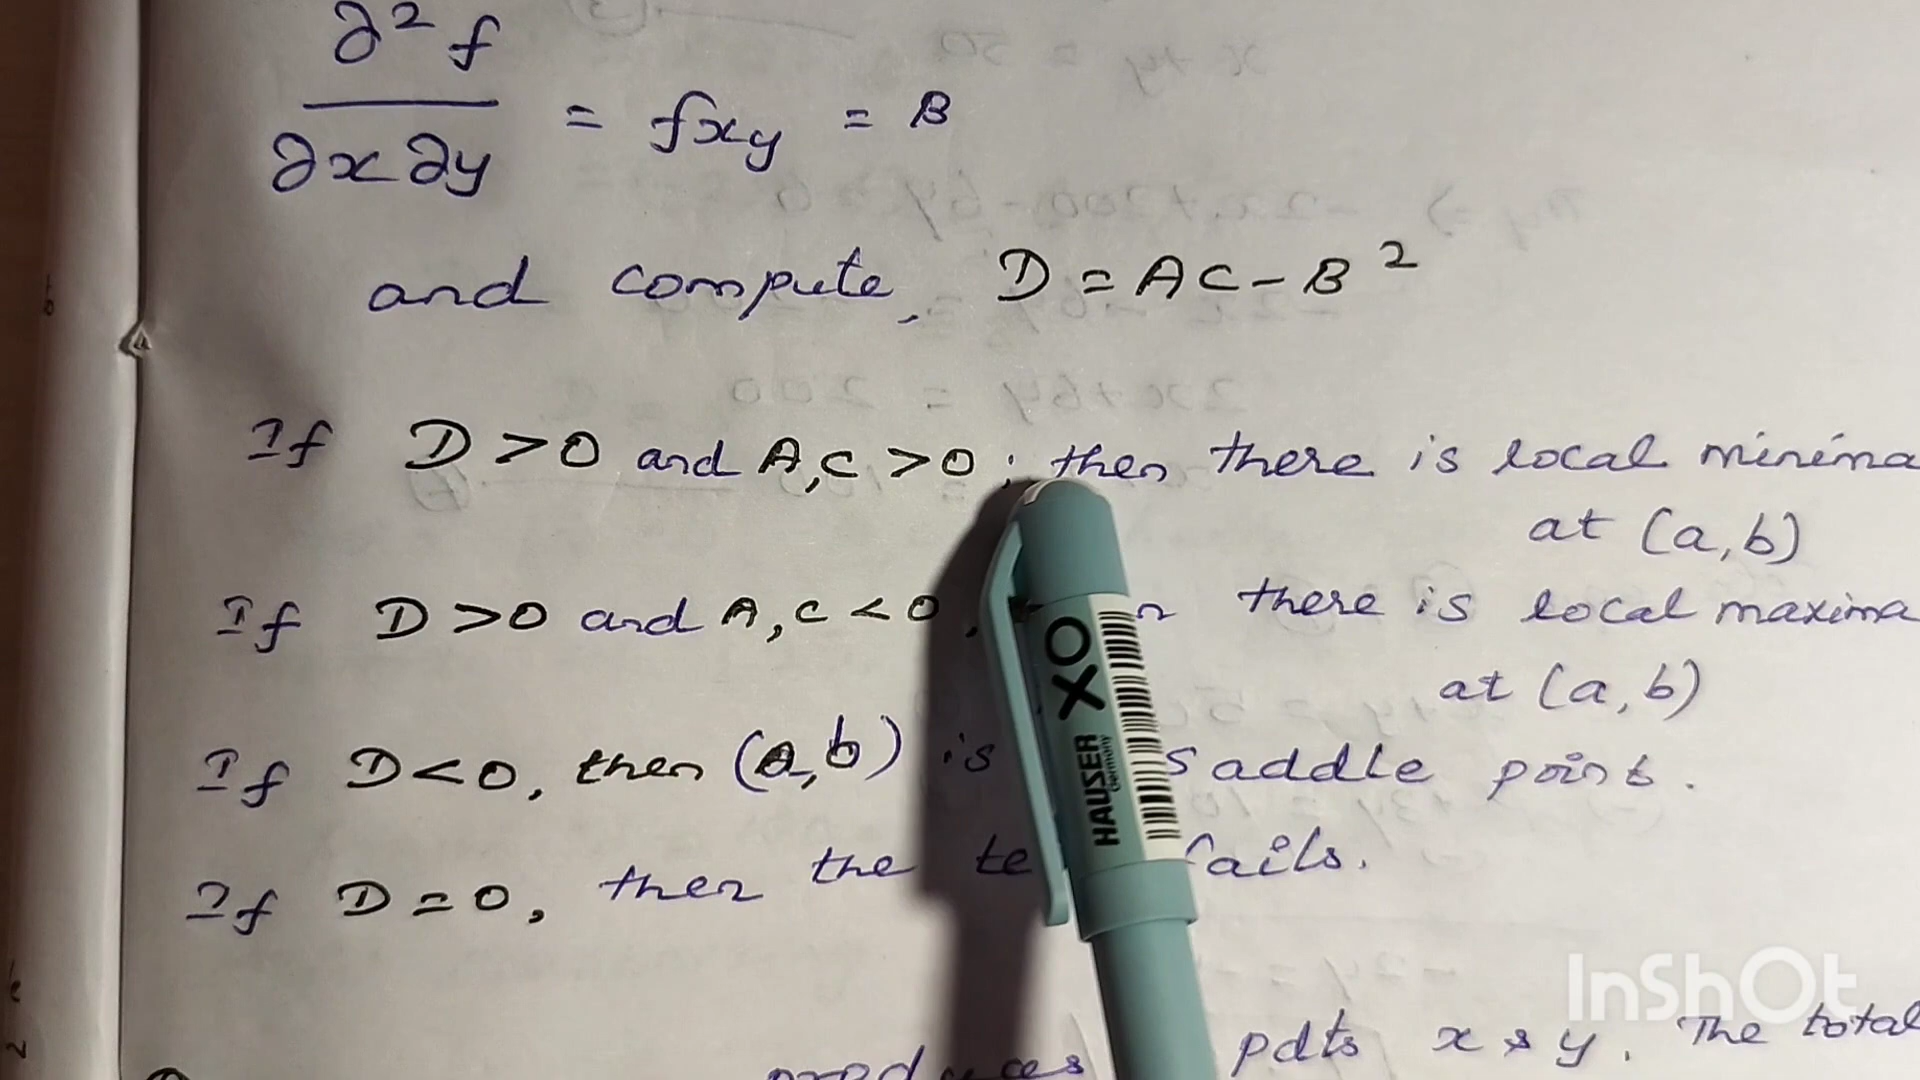 ∂²f
∂x ∂y = fxy = B
and compute, D = AC - B²
If D > 0 and A, C > 0; then there is local minima
at (a, b)
If D > 0 and A, C < 0, there is local maxima
at (a, b)
If D < 0, then (a, b) is saddle point.
If D = 0, then the fails.
pdts x & y. The total
XO
HAUSER
Germany
InShOt